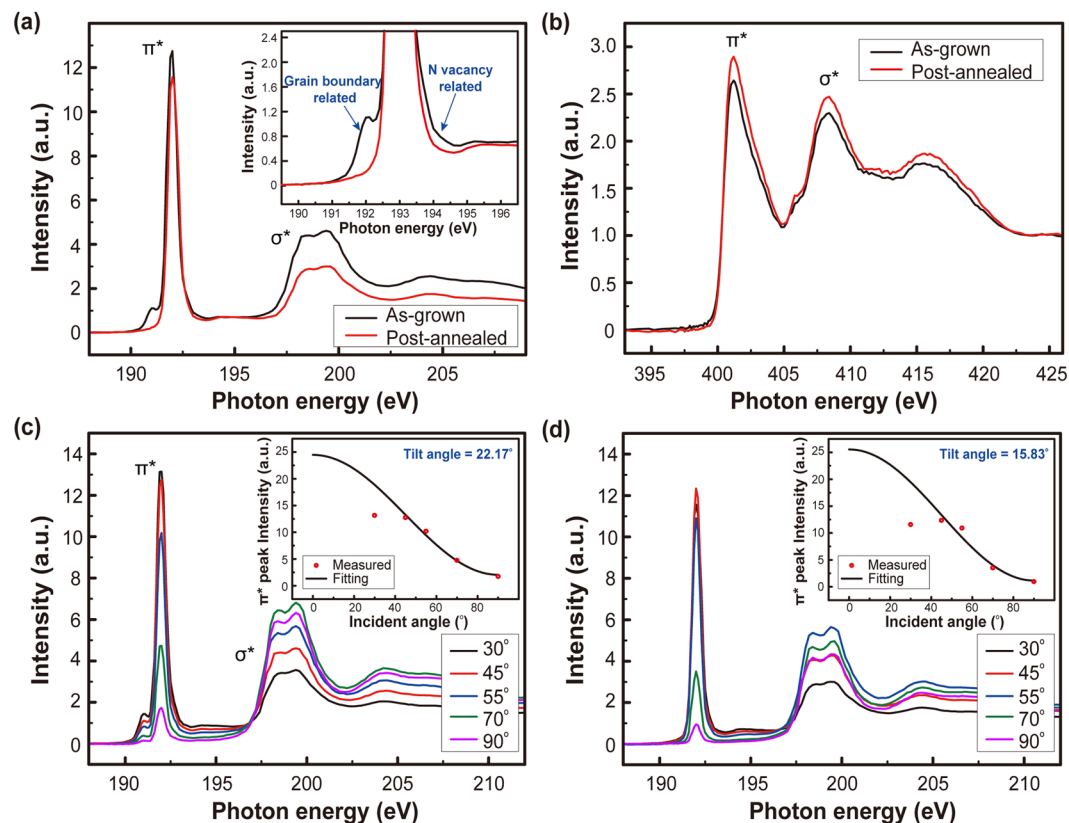 (a)
π*
σ*
Intensity (a.u.)
12
10
8
6
4
2
0
190
195
200
205
Photon energy (eV)
As-grown
Post-annealed
Intensity (a.u.)
2.4
2.0
1.6
1.2
0.8
0.4
0
190
191
192
193
194
195
196
Photon energy (eV)
Grain boundary
related
N vacancy
related
(b)
π*
σ*
Intensity (a.u.)
3.0
2.5
2.0
1.5
1.0
0.5
0
395
400
405
410
415
420
425
Photon energy (eV)
As-grown
Post-annealed
(c)
π*
σ*
Intensity (a.u.)
14
12
10
8
6
4
2
0
190
195
200
205
210
Photon energy (eV)
30°
45°
55°
70°
90°
π* peak Intensity (a.u.)
25
20
25
10
25
0
0
20
40
60
80
Incident angle (°)
Tilt angle = 22.17°
Measured
Fitting
(d)
Intensity (a.u.)
14
12
10
8
6
4
2
0
190
195
200
205
210
Photon energy (eV)
30°
45°
55°
70°
90°
π* peak Intensity (a.u.)
25
20
25
10
25
0
0
20
40
60
80
Incident angle (°)
Tilt angle = 15.83°
Measured
Fitting